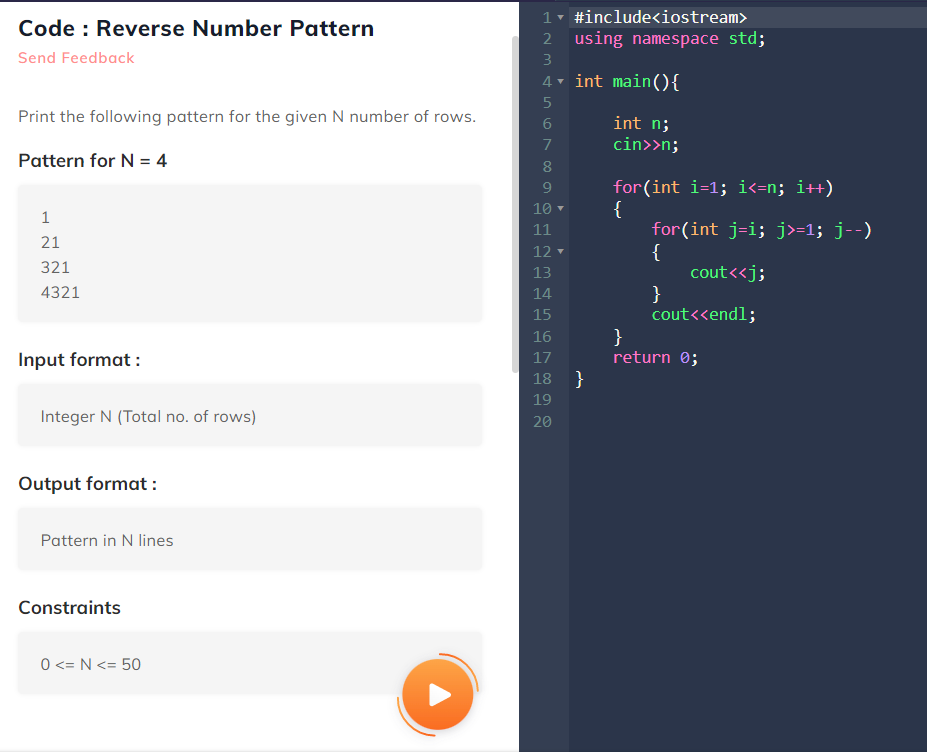 Code : Reverse Number Pattern
Send Feedback
Print the following pattern for the given N number of rows.
Pattern for N = 4
1
21
321
4321
Input format :
Integer N (Total no. of rows)
Output format :
Pattern in N lines
Constraints
0 <= N <= 50
1 #include<iostream>
2 using namespace std;
3
4 int main(){
5
6     int n;
7     cin>>n;
8
9     for(int i=1; i<=n; i++)
10     {
11         for(int j=i; j>=1; j--)
12         {
13             cout<<j;
14         }
15         cout<<endl;
16     }
17     return 0;
18 }
19
20